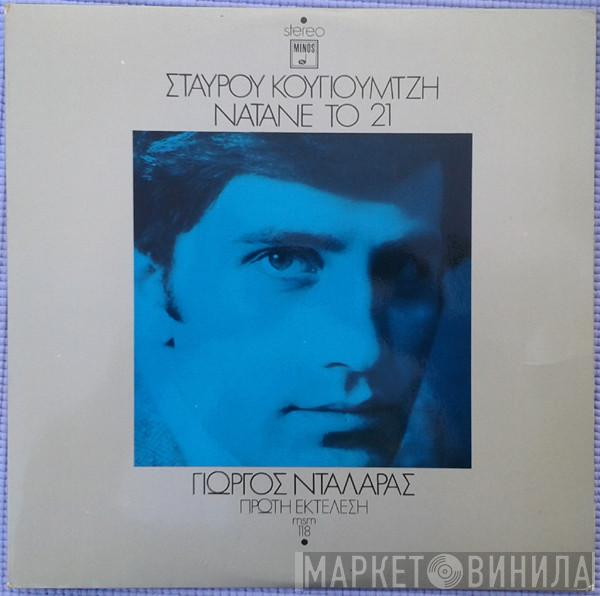 stereo
MINOS
ΣΤΑΥΡΟΥ ΚΟΥΓΙΟΥΜΤΖΗ
ΝΑΤΑΝΕ ΤΟ 21
ΓΙΩΡΓΟΣ ΝΤΑΛΑΡΑΣ
ΠΡΩΤΗ ΕΚΤΕΛΕΣΗ
msm
118
МАРКЕТ ВИНИЛА